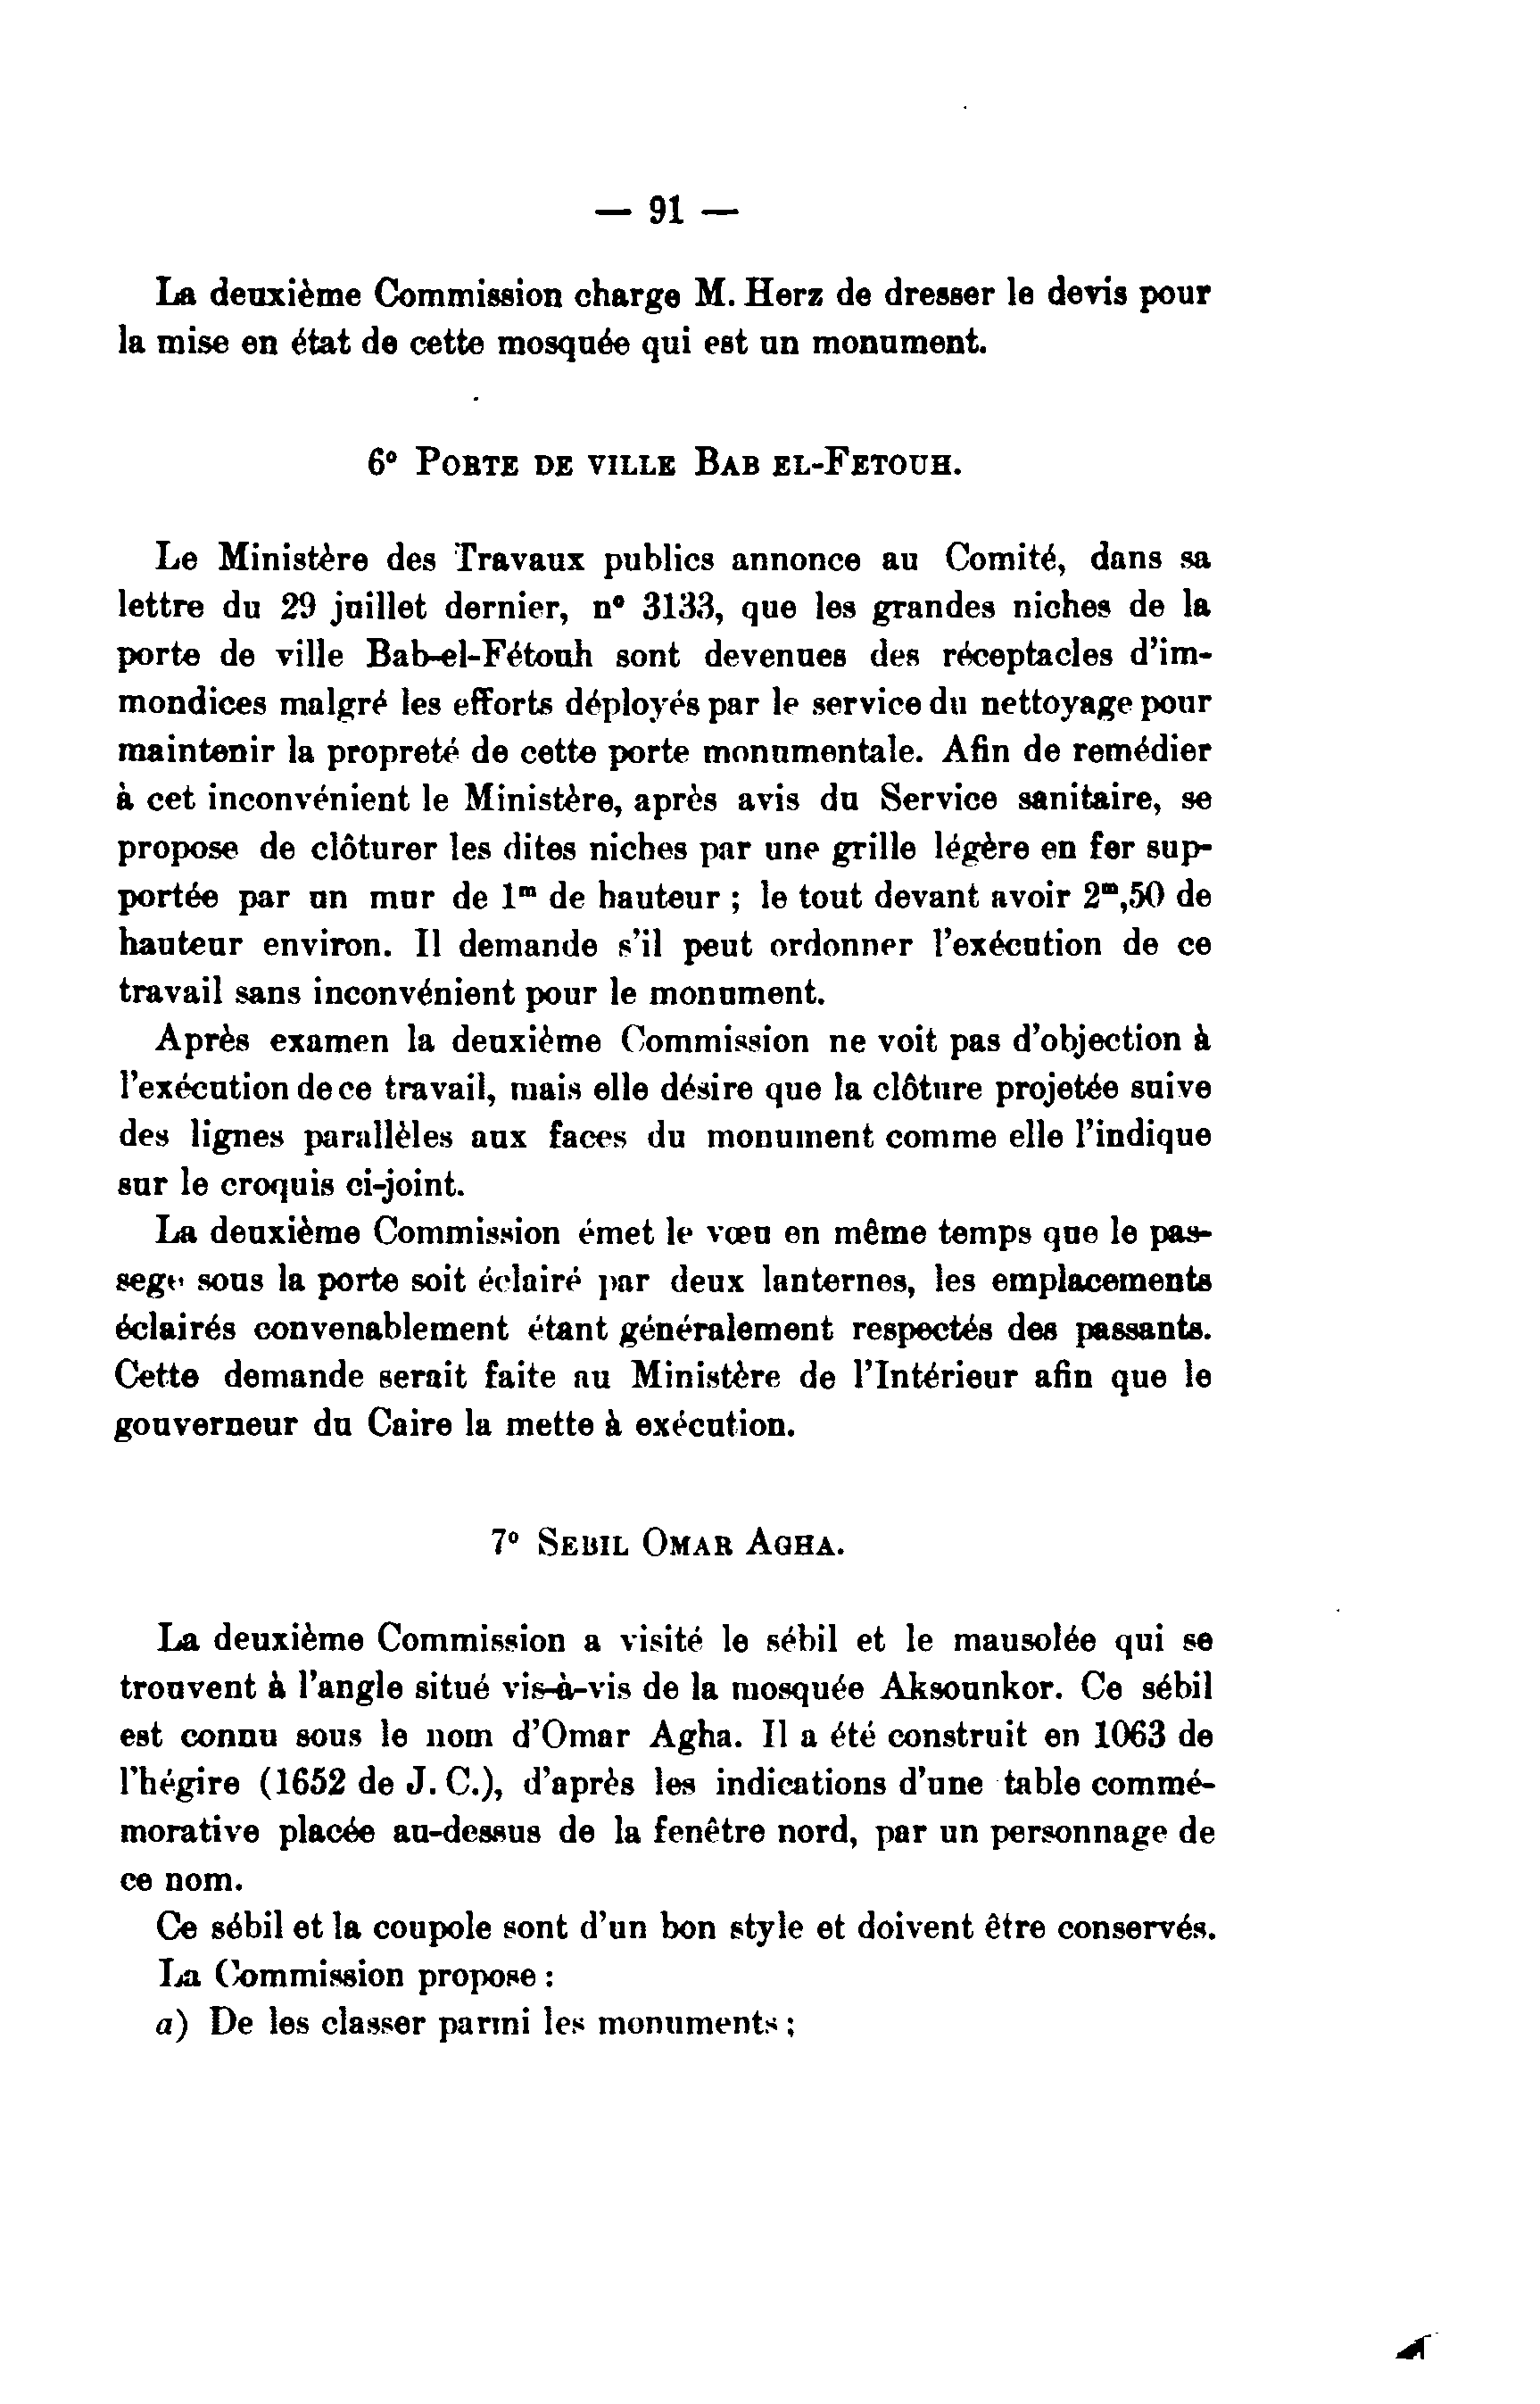 — 91 —
La deuxième Commission charge M. Herz de dresser le devis pour
la mise en état de cette mosquée qui est un monument.
6° PORTE DE VILLE BAB EL-FETOUH.
Le Ministère des Travaux publics annonce au Comité, dans sa
lettre du 29 juillet dernier, n° 3133, que les grandes niches de la
porte de ville Bab-el-Fétouh sont devenues des réceptacles d'im-
mondices malgré les efforts déployés par le service du nettoyage pour
maintenir la propreté de cette porte monumentale. Afin de remédier
à cet inconvénient le Ministère, après avis du Service sanitaire, se
propose de clôturer les dites niches par une grille légère en fer sup-
portée par un mur de 1ᵐ de hauteur ; le tout devant avoir 2ᵐ,50 de
hauteur environ. Il demande s'il peut ordonner l'exécution de ce
travail sans inconvénient pour le monument.
Après examen la deuxième Commission ne voit pas d'objection à
l'exécution de ce travail, mais elle désire que la clôture projetée suive
des lignes parallèles aux faces du monument comme elle l'indique
sur le croquis ci-joint.
La deuxième Commission émet le vœu en même temps que le pas-
sege sous la porte soit éclairé par deux lanternes, les emplacements
éclairés convenablement étant généralement respectés des passants.
Cette demande serait faite au Ministère de l'Intérieur afin que le
gouverneur du Caire la mette à exécution.
7° SEBIL OMAR AGHA.
La deuxième Commission a visité le sébil et le mausolée qui se
trouvent à l'angle situé vis-à-vis de la mosquée Aksounkor. Ce sébil
est connu sous le nom d'Omar Agha. Il a été construit en 1063 de
l'hégire (1652 de J. C.), d'après les indications d'une table commé-
morative placée au-dessus de la fenêtre nord, par un personnage de
ce nom.
Ce sébil et la coupole sont d'un bon style et doivent être conservés.
La Commission propose :
a) De les classer parmi les monuments ;